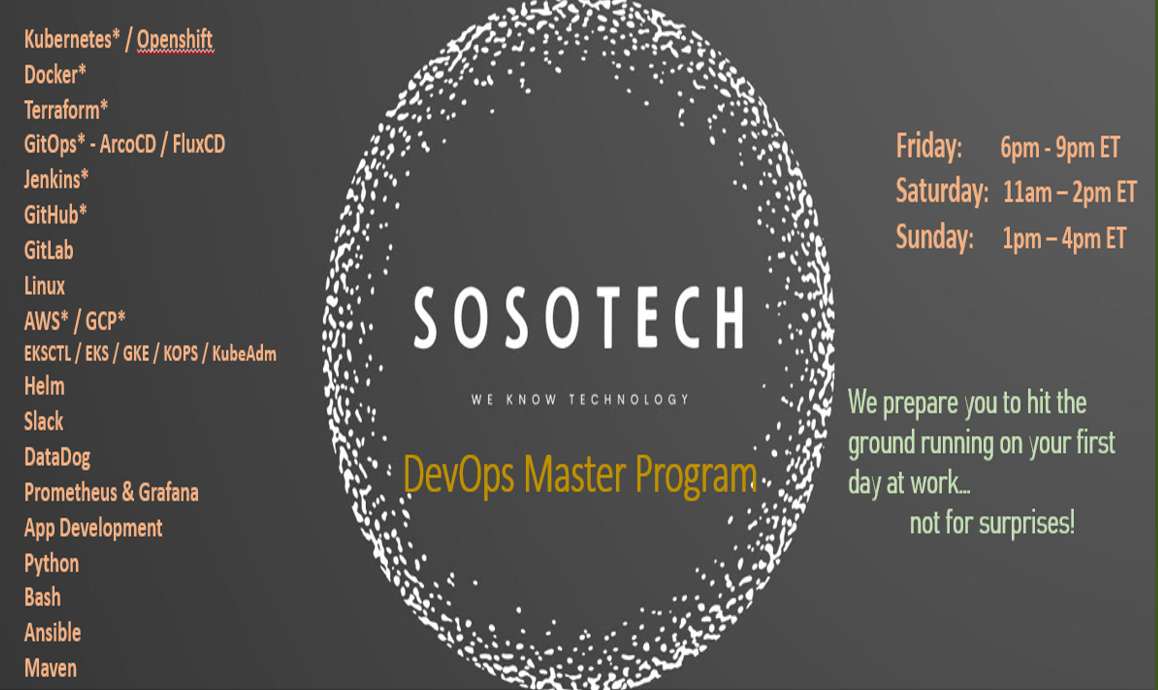 Kubernetes* / Openshift
Docker*
Terraform*
GitOps* - ArcoCD / FluxCD
Jenkins*
GitHub*
GitLab
Linux
AWS* / GCP*
EKSCTL / EKS / GKE / KOPS / KubeAdm
Helm
Slack
DataDog
Prometheus & Grafana
App Development
Python
Bash
Ansible
Maven
SOSOTECH
WE KNOW TECHNOLOGY
DevOps Master Program
Friday: 6pm - 9pm ET
Saturday: 11am – 2pm ET
Sunday: 1pm – 4pm ET
We prepare you to hit the
ground running on your first
day at work...
not for surprises!